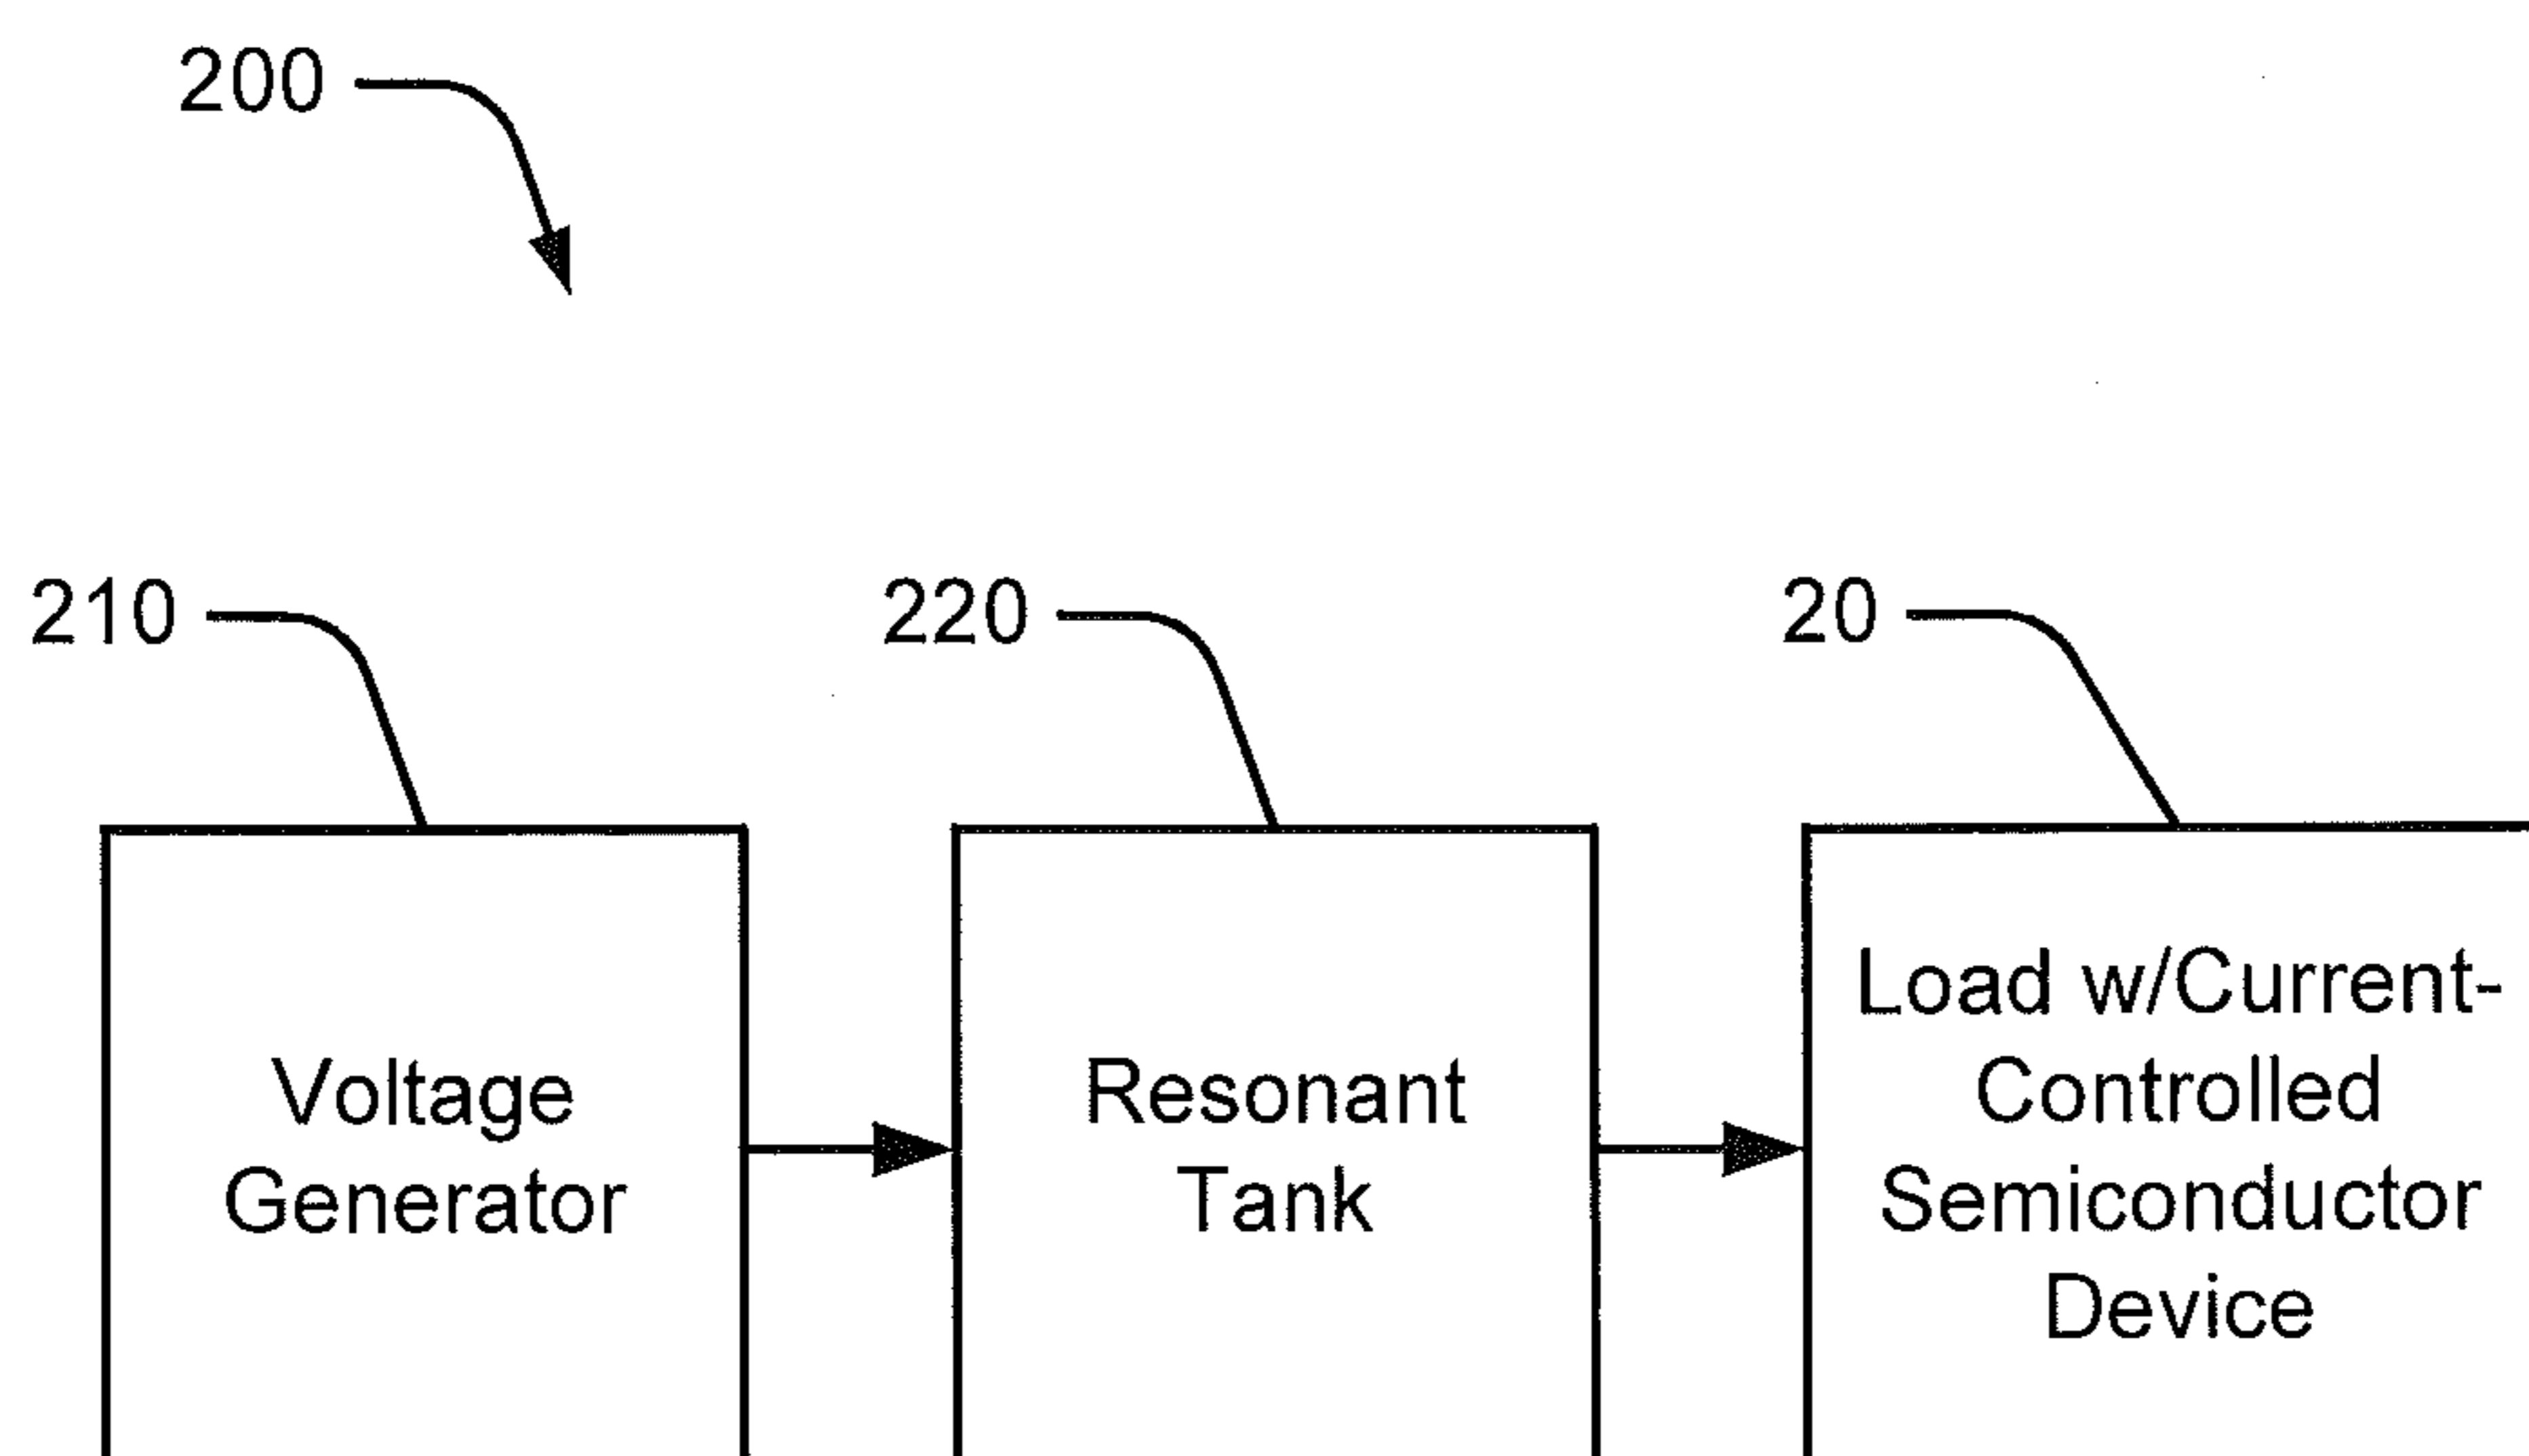 200
210
220
20
Voltage
Generator
Resonant
Tank
Load w/Current-
Controlled
Semiconductor
Device